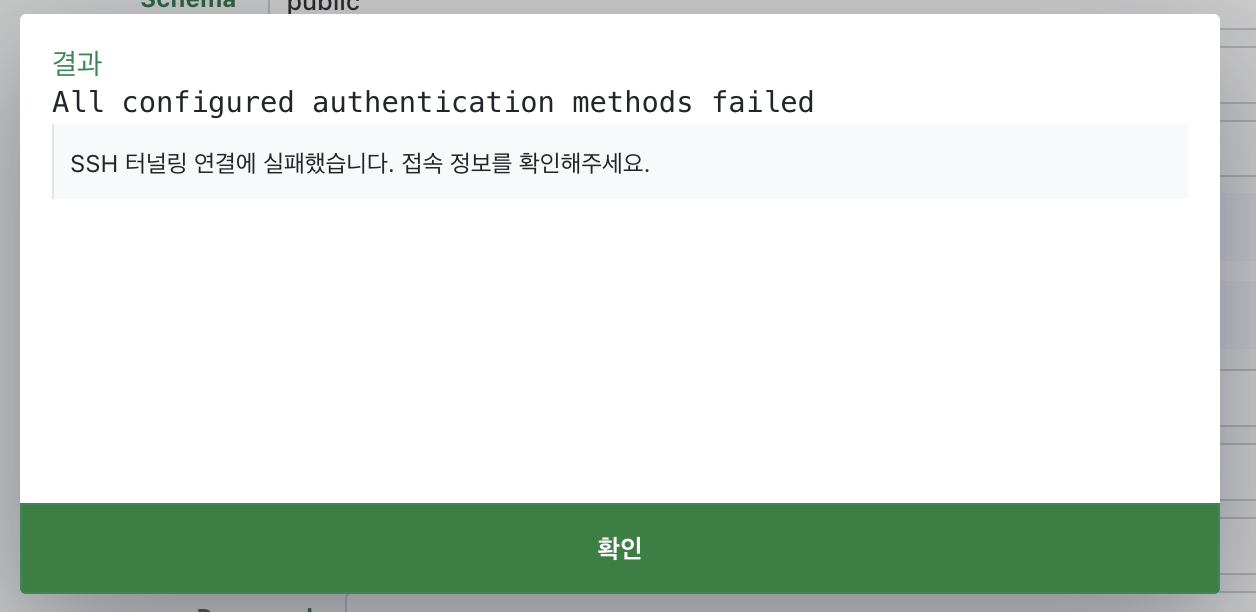 Schema
public
결과
All configured authentication methods failed
SSH 터널링 연결에 실패했습니다. 접속 정보를 확인해주세요.
확인